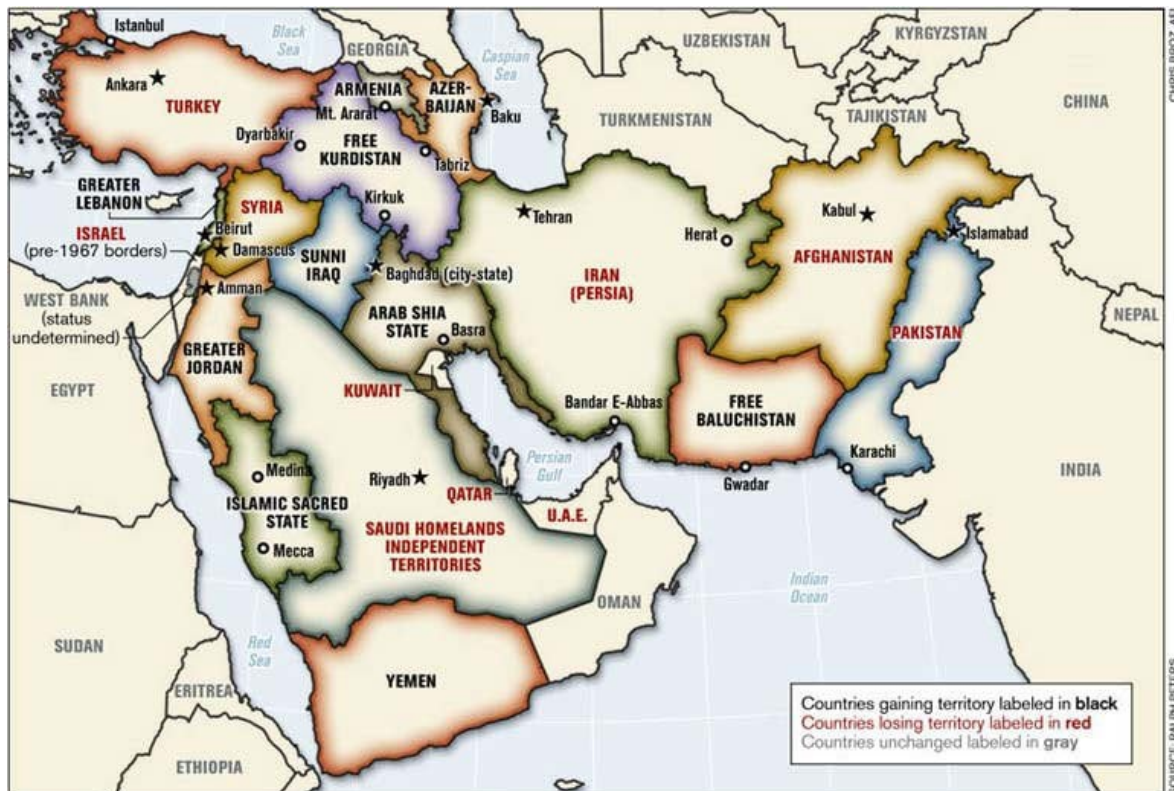 Istanbul
Black
Sea
GEORGIA
Caspian
Sea
UZBEKISTAN
KYRGYZSTAN
Ankara
TURKEY
ARMENIA
Mt. Ararat
AZER-
BAIJAN
Baku
TURKMENISTAN
TAJIKISTAN
CHINA
Dyarbakir
FREE
KURDISTAN
Tabriz
GREATER
LEBANON
SYRIA
Kirkuk
Tehran
Herat
Kabul
Islamabad
ISRAEL
(pre-1967 borders)
Beirut
Damascus
SUNNI
IRAQ
Baghdad (city-state)
IRAN
(PERSIA)
AFGHANISTAN
WEST BANK
(status
undetermined)
Amman
ARAB SHIA
STATE
Basra
PAKISTAN
NEPAL
GREATER
JORDAN
EGYPT
KUWAIT
Bandar E-Abbas
FREE
BALUCHISTAN
Karachi
INDIA
Medina
ISLAMIC SACRED
STATE
Mecca
Riyadh
Persian
Gulf
QATAR
U.A.E.
Gwadar
SAUDI HOMELANDS
INDEPENDENT
TERRITORIES
Indian
Ocean
OMAN
SUDAN
Red
Sea
YEMEN
ERITREA
ETHIOPIA
Countries gaining territory labeled in black
Countries losing territory labeled in red
Countries unchanged labeled in gray
SOURCE RALPH PETERS